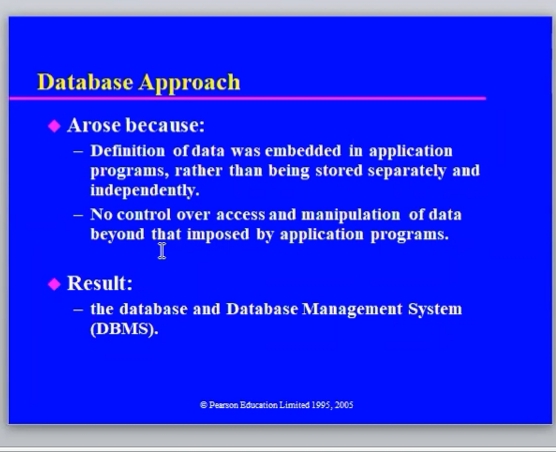 Database Approach
Arose because:
– Definition of data was embedded in application
programs, rather than being stored separately and
independently.
– No control over access and manipulation of data
beyond that imposed by application programs.
Result:
– the database and Database Management System
(DBMS).
© Pearson Education Limited 1995, 2005